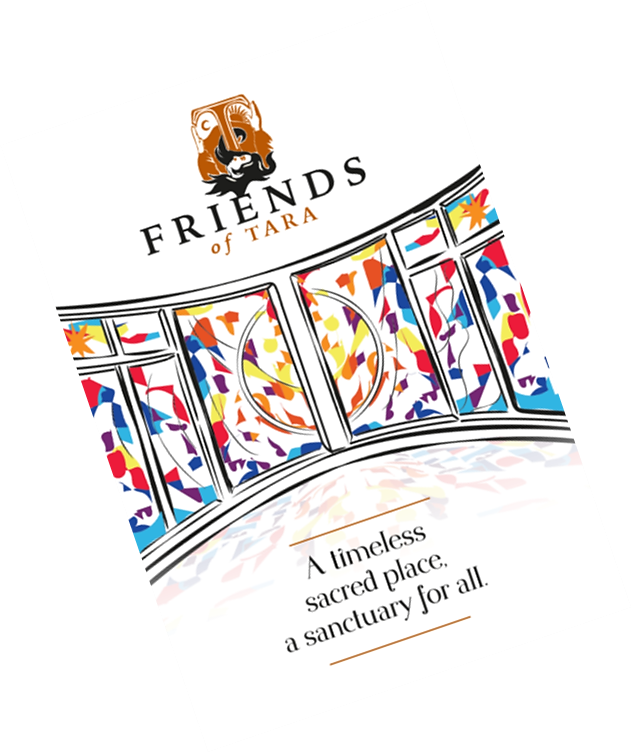 FRIENDS
of TARA
A timeless
sacred place,
a sanctuary for all.